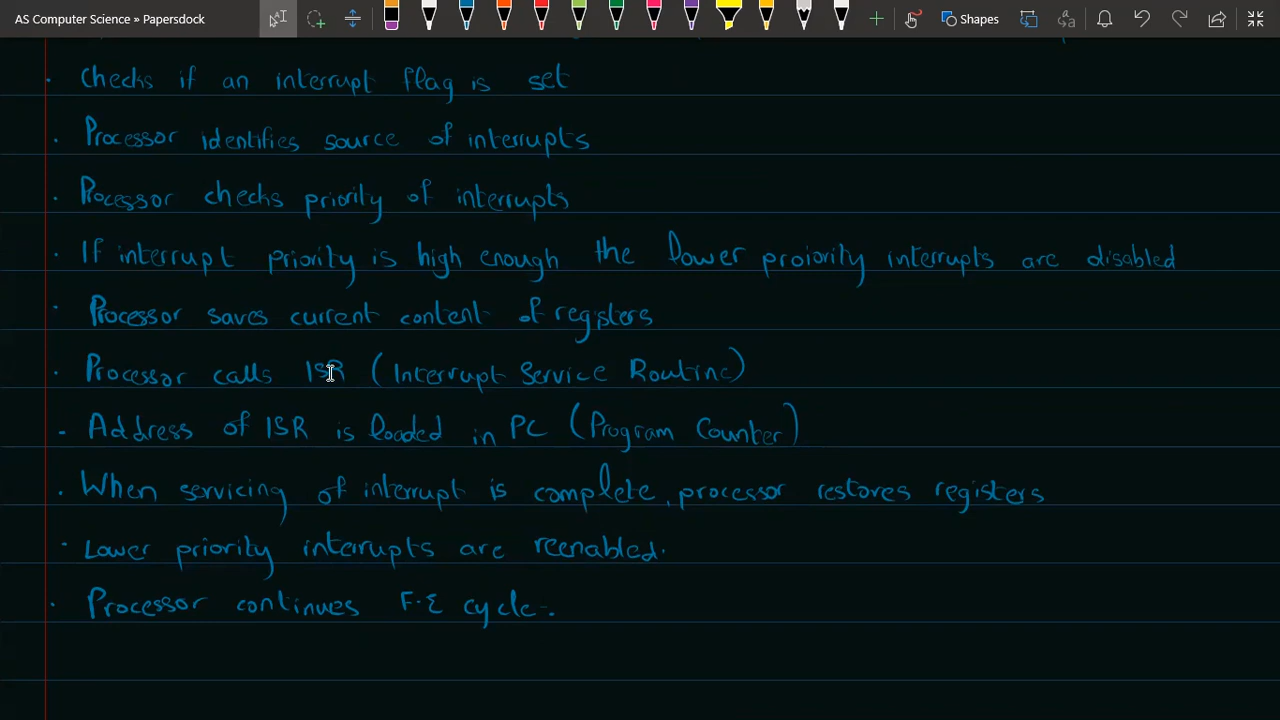 AS Computer Science » Papersdock
Shapes
· Checks if an interrupt flag is set
· Processor identifies source of interrupts
· Processor checks priority of interrupts
· If interrupt priority is high enough the lower proiority interrupts are disabled
· Processor saves current content of registers
· Processor calls ISR (Interrupt Service Routine)
· Address of ISR is loaded in PC (Program Counter)
· When servicing of interrupt is complete, processor restores registers
· Lower priority interrupts are reenabled.
· Processor continues F-E cycle.